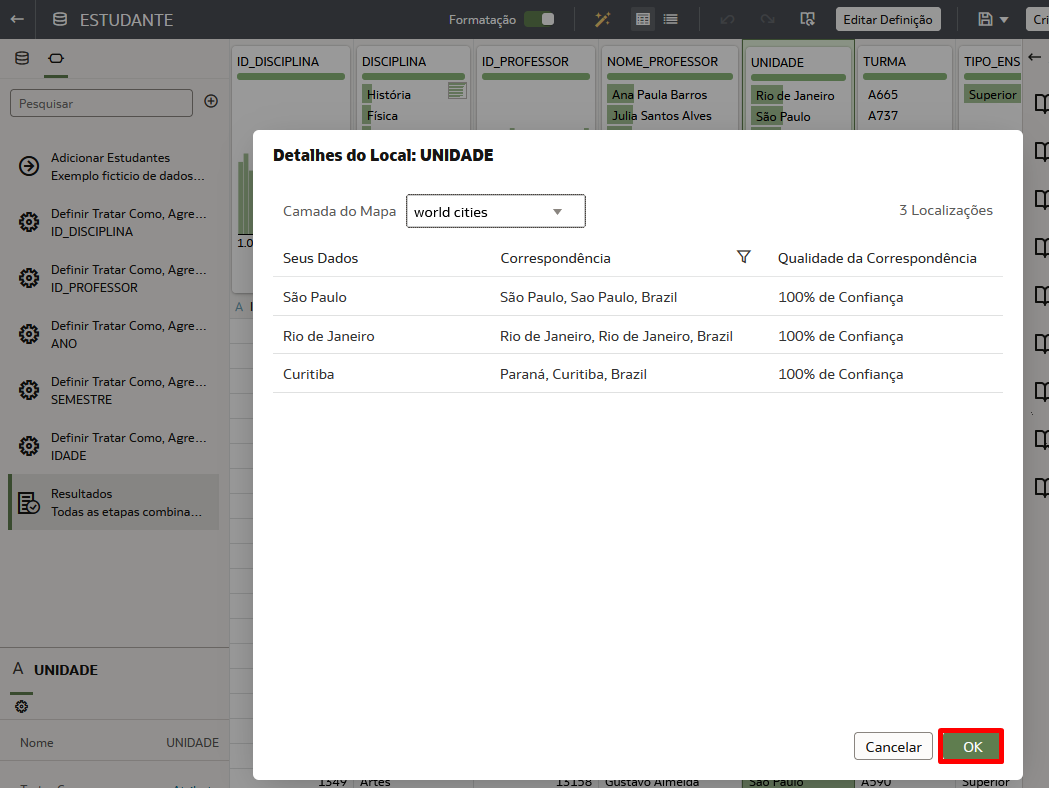 ESTUDANTE
Formatação
Editar Definição
Pesquisar
Adicionar Estudantes
Exemplo ficticio de dados...
Definir Tratar Como, Agre...
ID_DISCIPLINA
Definir Tratar Como, Agre...
ID_PROFESSOR
Definir Tratar Como, Agre...
ANO
Definir Tratar Como, Agre...
SEMESTRE
Definir Tratar Como, Agre...
IDADE
Resultados
Todas as etapas combina...
A UNIDADE
Nome UNIDADE
ID_DISCIPLINA
DISCIPLINA
História
Física
ID_PROFESSOR
NOME_PROFESSOR
Ana Paula Barros
Julia Santos Alves
UNIDADE
Rio de Janeiro
São Paulo
TURMA
A665
A737
TIPO_ENS
Superior
1.0
A
Detalhes do Local: UNIDADE
Camada do Mapa world cities
3 Localizações
Seus Dados Correspondência Qualidade da Correspondência
São Paulo São Paulo, Sao Paulo, Brazil 100% de Confiança
Rio de Janeiro Rio de Janeiro, Rio de Janeiro, Brazil 100% de Confiança
Curitiba Paraná, Curitiba, Brazil 100% de Confiança
Cancelar OK
1349 Artes 13158 Gustavo Almeida São Paulo A590 Superior